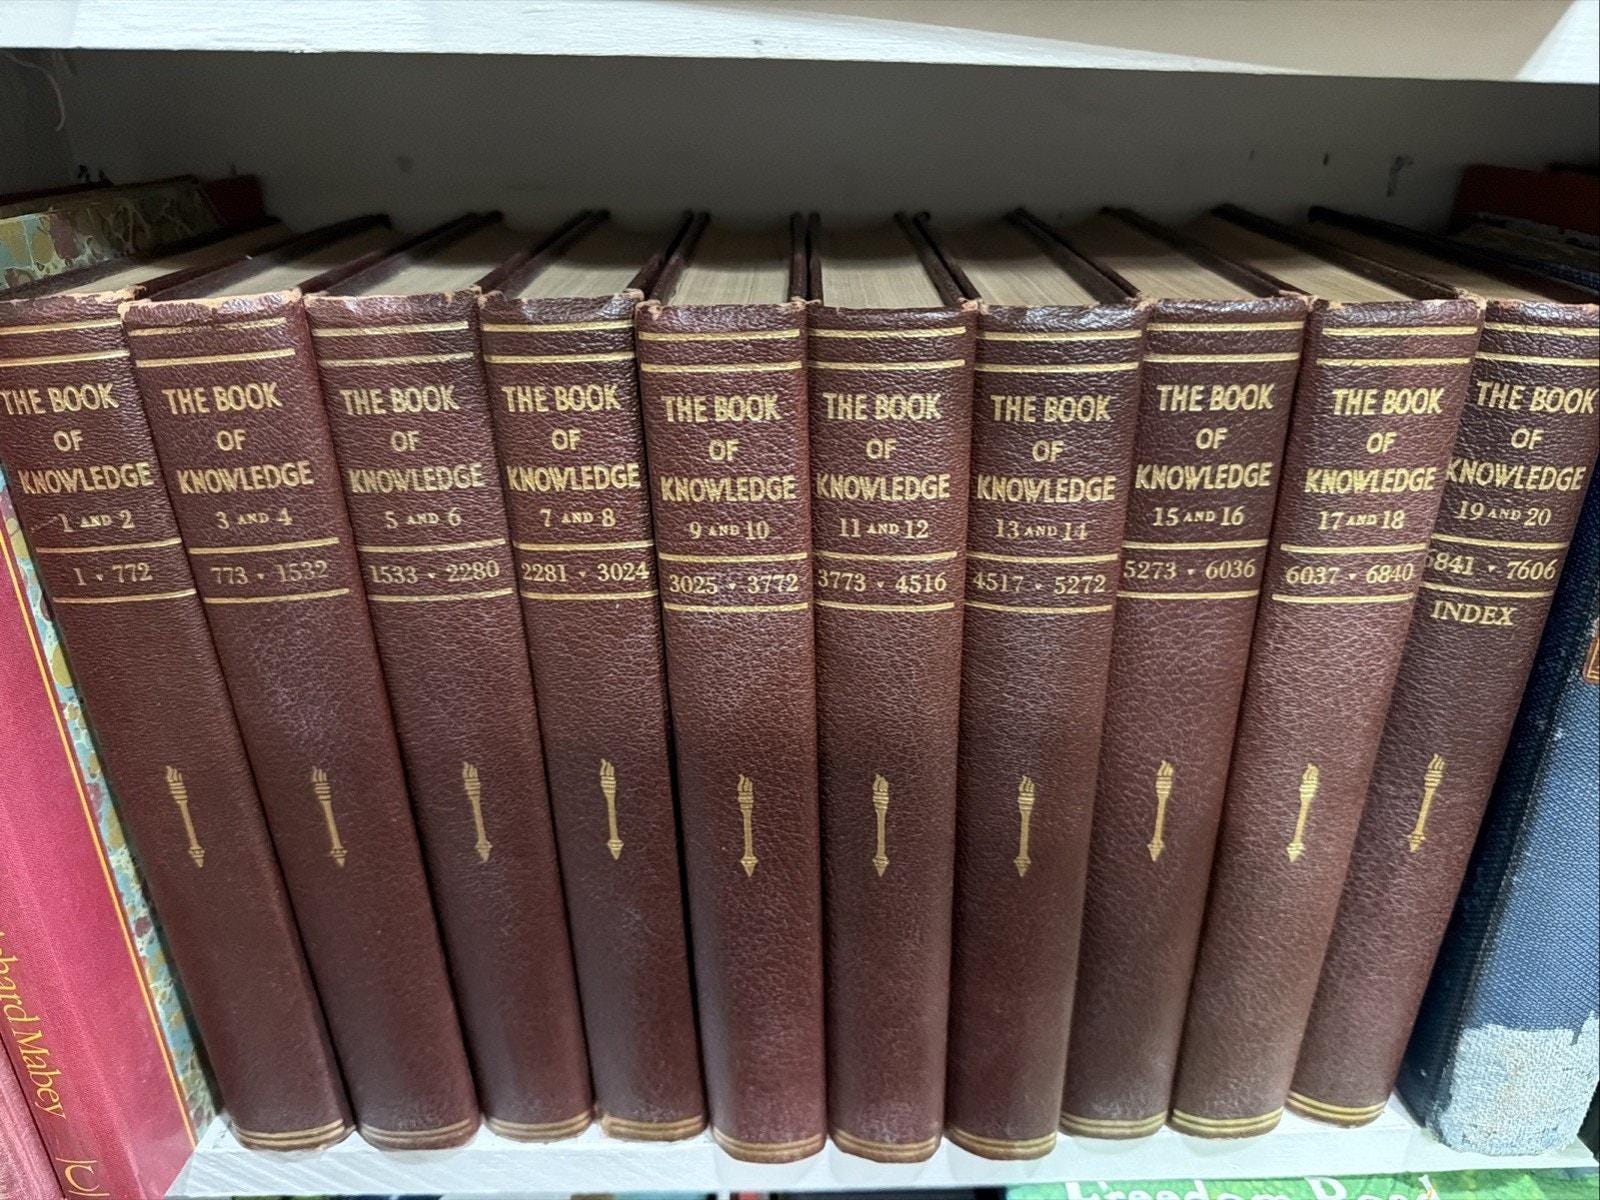 THE BOOK
OF
KNOWLEDGE
1 AND 2
1 • 772
THE BOOK
OF
KNOWLEDGE
3 AND 4
773 • 1532
THE BOOK
OF
KNOWLEDGE
5 AND 6
1533 • 2280
THE BOOK
OF
KNOWLEDGE
7 AND 8
2281 • 3024
THE BOOK
OF
KNOWLEDGE
9 AND 10
3025 • 3772
THE BOOK
OF
KNOWLEDGE
11 AND 12
3773 • 4516
THE BOOK
OF
KNOWLEDGE
13 AND 14
4517 • 5272
THE BOOK
OF
KNOWLEDGE
15 AND 16
5273 • 6036
THE BOOK
OF
KNOWLEDGE
17 AND 18
6037 • 6840
THE BOOK
OF
KNOWLEDGE
19 AND 20
841 • 7606
INDEX
Mabey
Freedom Road